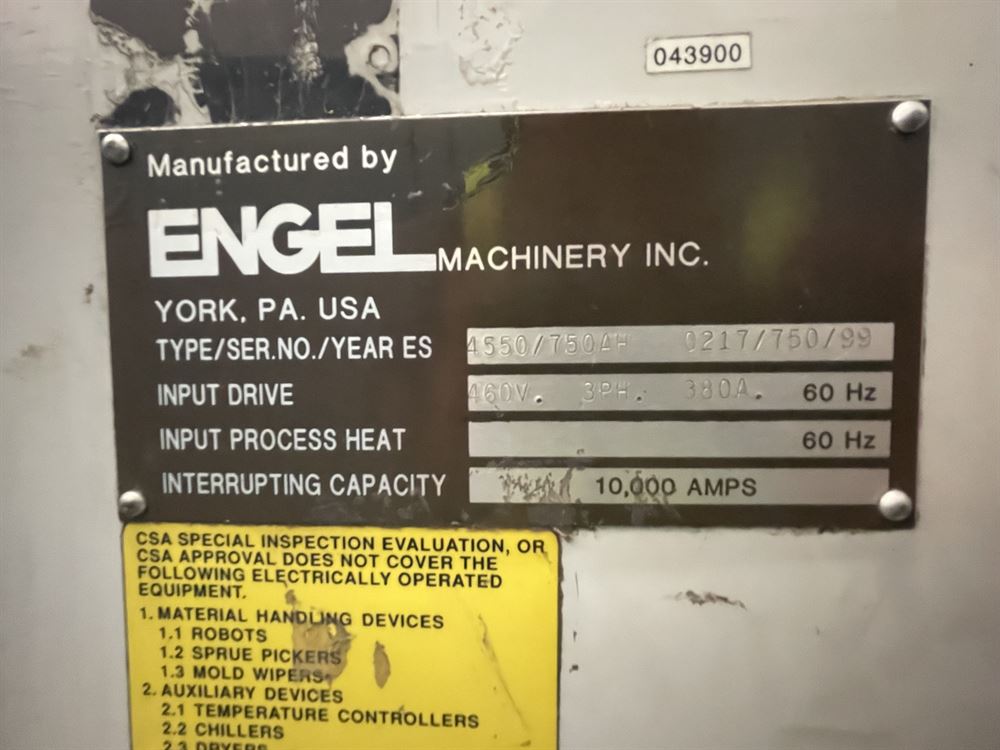 043900
Manufactured by
ENGEL MACHINERY INC.
YORK, PA. USA
TYPE/SER.NO./YEAR ES 4550/750AH 0217/750/99
INPUT DRIVE 460V. 3PH. 380A. 60 Hz
INPUT PROCESS HEAT 60 Hz
INTERRUPTING CAPACITY 10,000 AMPS
CSA SPECIAL INSPECTION EVALUATION, OR
CSA APPROVAL DOES NOT COVER THE
FOLLOWING ELECTRICALLY OPERATED
EQUIPMENT.
1. MATERIAL HANDLING DEVICES
1.1 ROBOTS
1.2 SPRUE PICKERS
1.3 MOLD WIPERS
2. AUXILIARY DEVICES
2.1 TEMPERATURE CONTROLLERS
2.2 CHILLERS
2.3 DRYERS